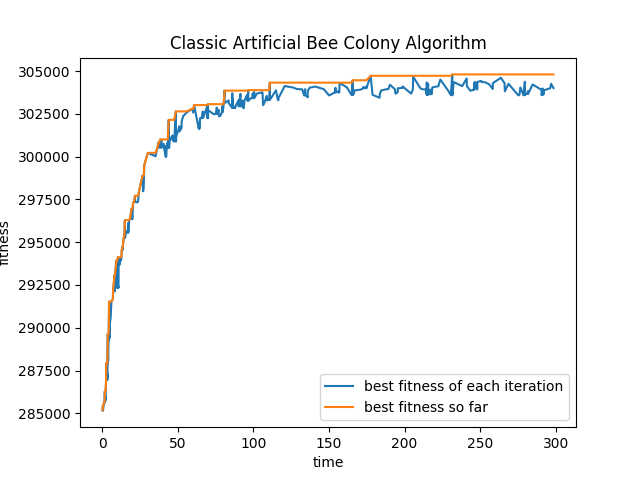 Classic Artificial Bee Colony Algorithm
305000
302500
300000
297500
295000
292500
290000
287500
285000
fitness
0 50 100 150 200 250 300
time
best fitness of each iteration
best fitness so far